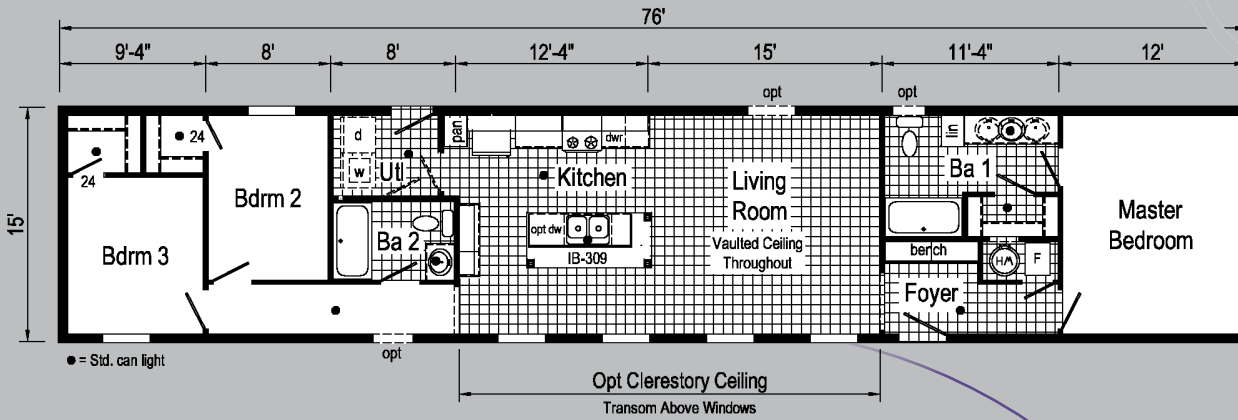 76'
9'-4" 8' 8' 12'-4" 15' 11'-4" 12'
opt opt
15'
24 24
d
w
Utl
pan
dwr
lin
Bdrm 3
Bdrm 2
Ba 2
Kitchen
opt dw
IB-309
Living
Room
Vaulted Ceiling
Throughout
Ba 1
bench
HW
F
Foyer
Master
Bedroom
● = Std. can light
opt
Opt Clerestory Ceiling
Transom Above Windows